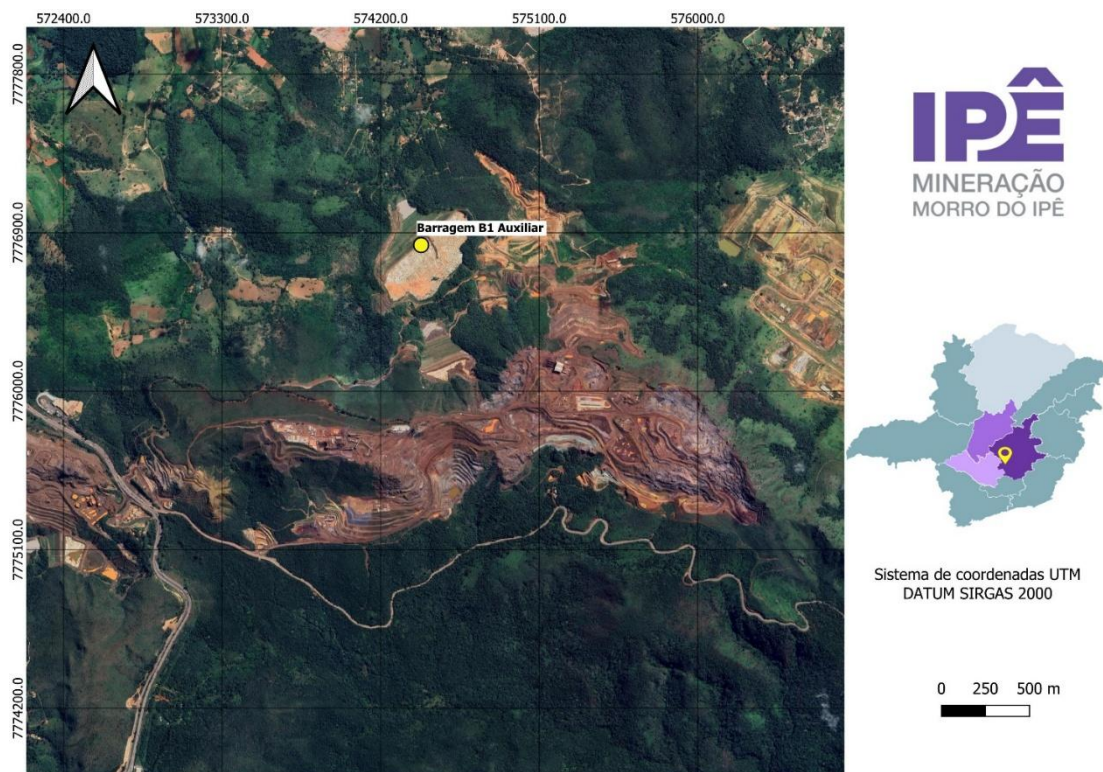 572400.0 573300.0 574200.0 575100.0 576000.0
7777800.0
7776900.0
7776000.0
7775100.0
7774200.0
Barragem B1 Auxiliar
IPÊ
MINERAÇÃO
MORRO DO IPÊ
Sistema de coordenadas UTM
DATUM SIRGAS 2000
0 250 500 m